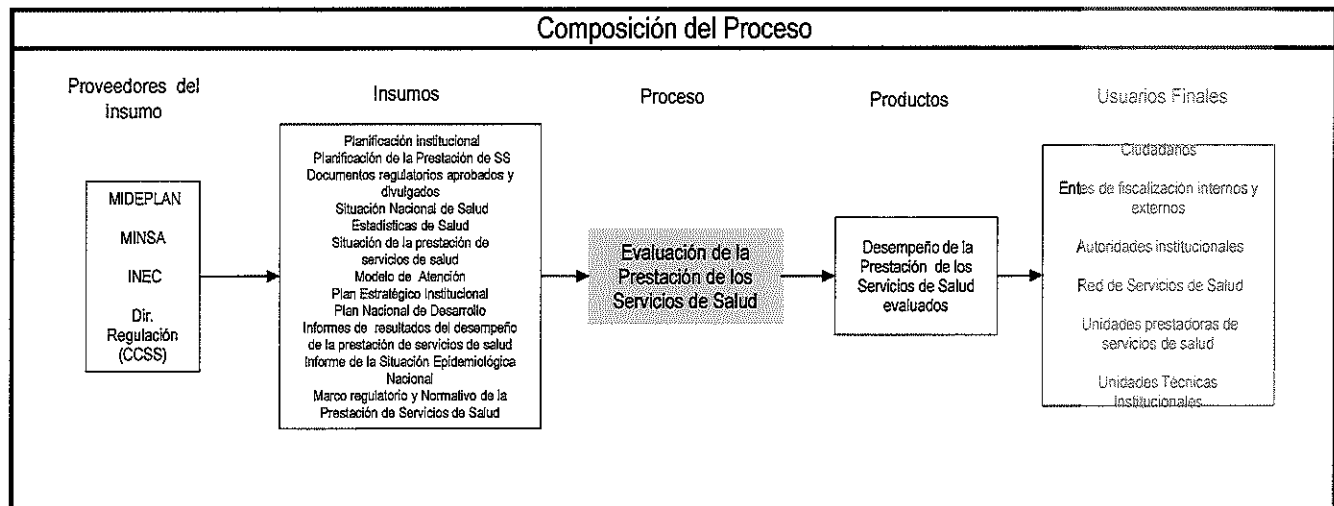 Composición del Proceso
Proveedores del
insumo
Insumos
Proceso
Productos
Usuarios Finales
MIDEPLAN
MINSA
INEC
Dir.
Regulación
(CCSS)
Planificación institucional
Planificación de la Prestación de SS
Documentos regulatorios aprobados y
divulgados
Situación Nacional de Salud
Estadísticas de Salud
Situación de la prestación de
servicios de salud
Modelo de Atención
Plan Estratégico Institucional
Plan Nacional de Desarrollo
Informes de resultados del desempeño
de la prestación de servicios de salud
Informe de la Situación Epidemiológica
Nacional
Marco regulatorio y Normativo de la
Prestación de Servicios de Salud
Evaluación de la
Prestación de los
Servicios de Salud
Desempeño de la
Prestación de los
Servicios de Salud
evaluados
Ciudadanos
Entes de fiscalización internos y
externos
Autoridades institucionales
Red de Servicios de Salud
Unidades prestadoras de
servicios de salud
Unidades Técnicas
Institucionales